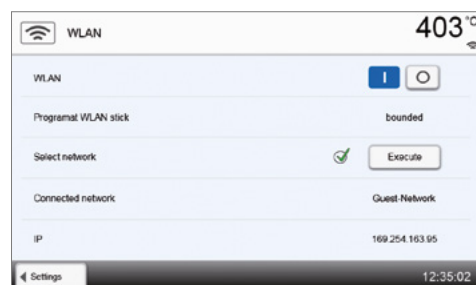 WLAN 403 °C
WLAN I O
Programat WLAN stick bounded
Select network Execute
Connected network Guest-Network
IP 169.254.163.95
Settings 12:35:02